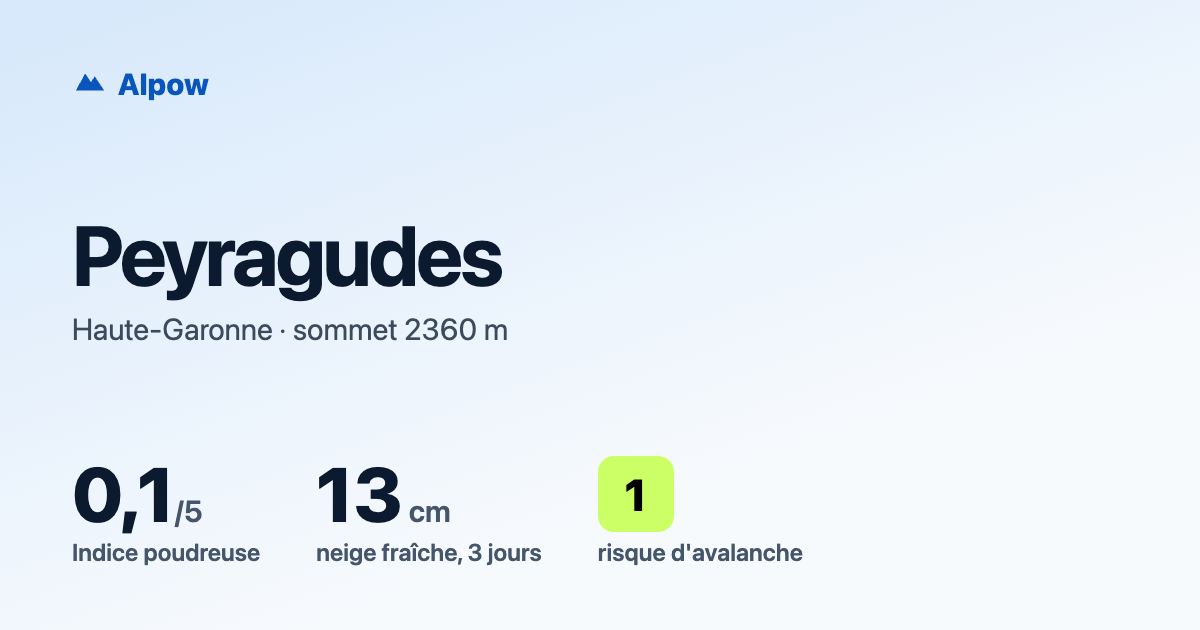 Alpow
Peyragudes
Haute-Garonne · sommet 2360 m
0,1/5
Indice poudreuse
13 cm
neige fraîche, 3 jours
1
risque d'avalanche